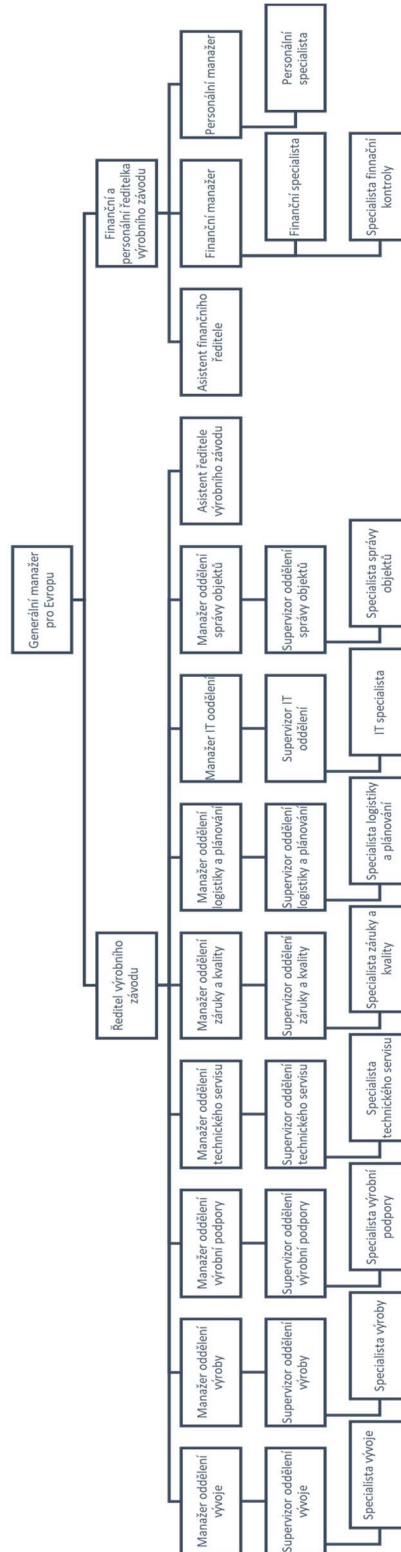 Generální manažer
pro Evropu
Ředitel výrobního
závodu
Finanční a
personální ředitelka
výrobního závodu
Manažer oddělení
vývoje
Manažer oddělení
výroby
Manažer oddělení
výrobní podpory
Manažer oddělení
technického servisu
Manažer oddělení
záruky a kvality
Manažer oddělení
logistiky a plánování
Manažer IT oodělení
Manažer oddělení
správy objektů
Asistent ředitele
výrobního závodu
Asistent finančního
ředitele
Finanční manažer
Personální manažer
Supervizor oddělení
vývoje
Supervizor oddělení
výroby
Supervizor oddělení
výrobní podpory
Supervizor oddělení
technického servisu
Supervizor oddělení
záruky a kvality
Supervizor oddělení
logistiky a plánování
Supervizor IT
oddělení
Supervizor oddělení
správy objektů
Finanční specialista
Personální
specialista
Specialista vývoje
Specialista výroby
Specialista výrobní
podpory
Specialista
technického servisu
Specialista záruky a
kvality
Specialista logistiky
a plánování
IT specialista
Specialista správy
objektů
Specialista finnační
kontroly